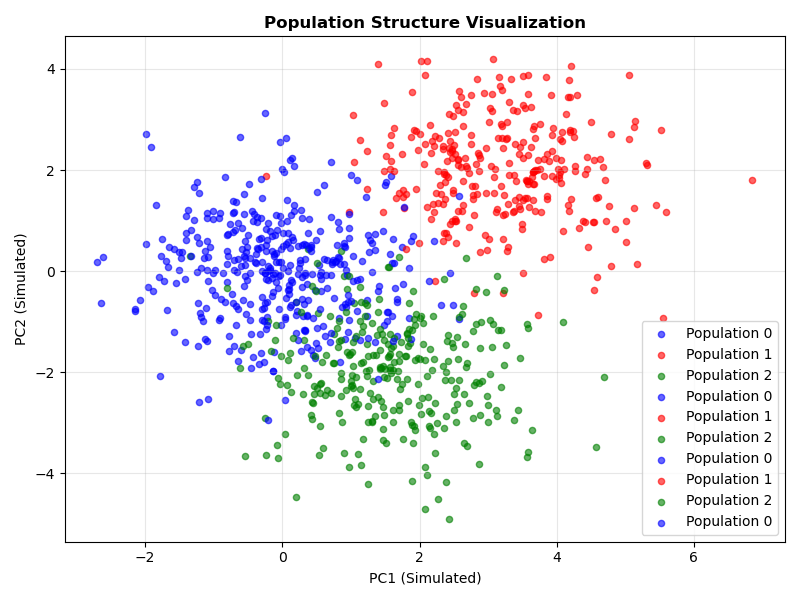 Population Structure Visualization
4
2
0
−2
−4
PC2 (Simulated)
Population 0
Population 1
Population 2
Population 0
Population 1
Population 2
Population 0
Population 1
Population 2
Population 0
−2
0
2
4
6
PC1 (Simulated)